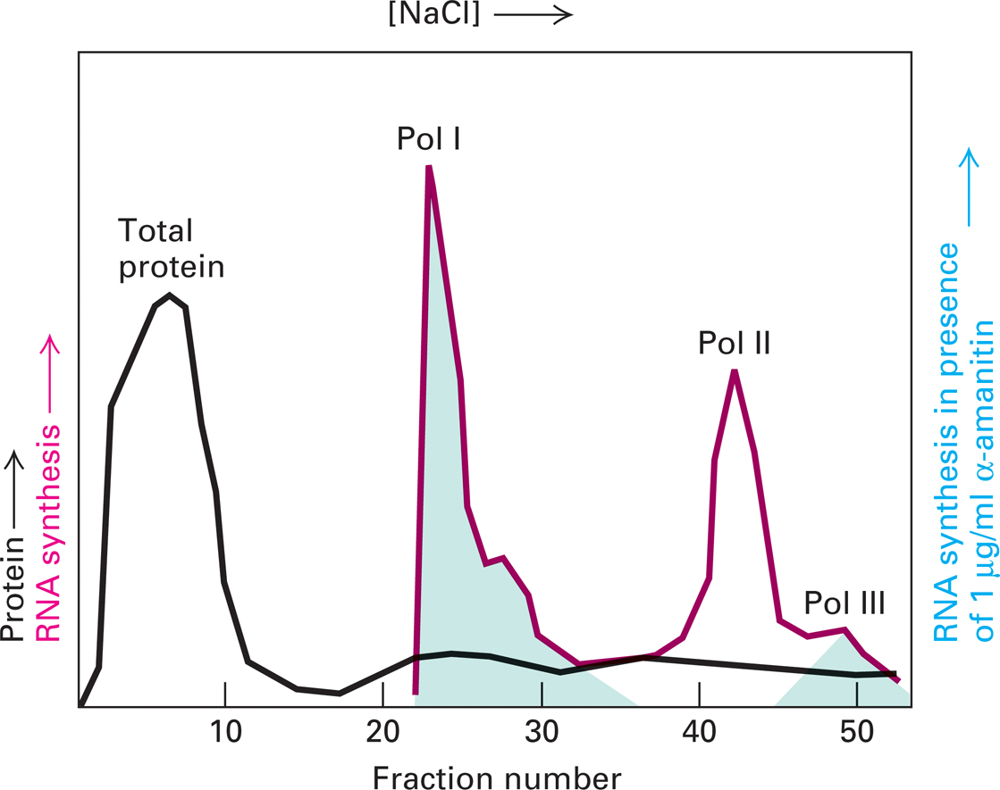 [NaCl]
Pol I
Total
protein
Pol II
Pol III
Protein
RNA synthesis
RNA synthesis in presence
of 1 μg/ml α-amanitin
10 20 30 40 50
Fraction number